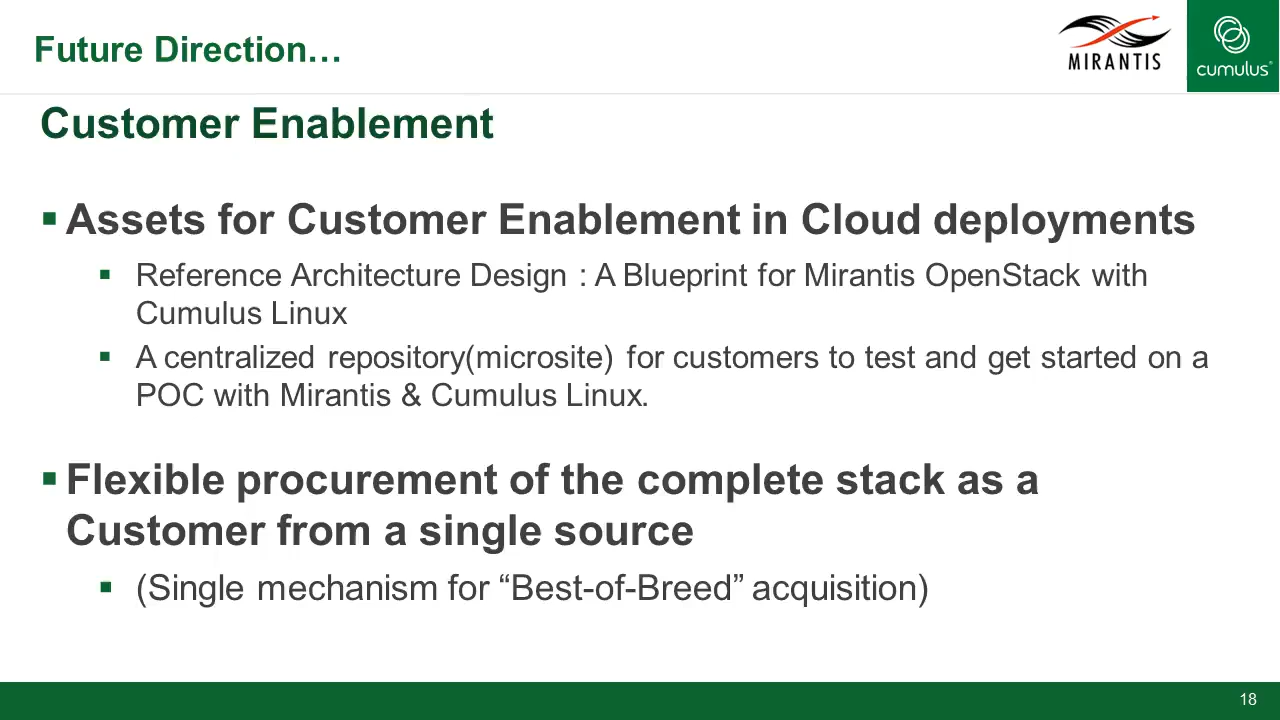 Future Direction…
MIRANTIS
cumulus®
Customer Enablement
▪ Assets for Customer Enablement in Cloud deployments
▪ Reference Architecture Design : A Blueprint for Mirantis OpenStack with
Cumulus Linux
▪ A centralized repository(microsite) for customers to test and get started on a
POC with Mirantis & Cumulus Linux.
▪ Flexible procurement of the complete stack as a
Customer from a single source
▪ (Single mechanism for “Best-of-Breed” acquisition)
18